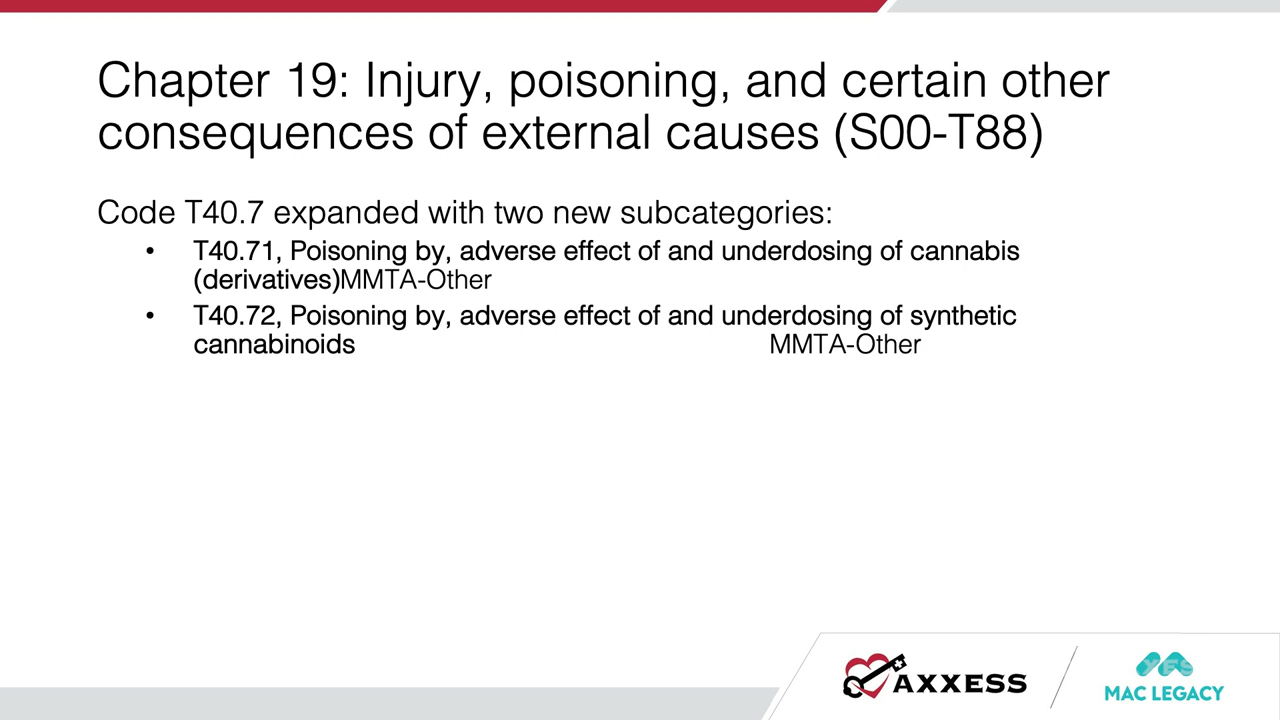 Chapter 19: Injury, poisoning, and certain other
consequences of external causes (S00-T88)
Code T40.7 expanded with two new subcategories:
• T40.71, Poisoning by, adverse effect of and underdosing of cannabis
(derivatives)MMTA-Other
• T40.72, Poisoning by, adverse effect of and underdosing of synthetic
cannabinoids MMTA-Other
AXXESS
MAC LEGACY